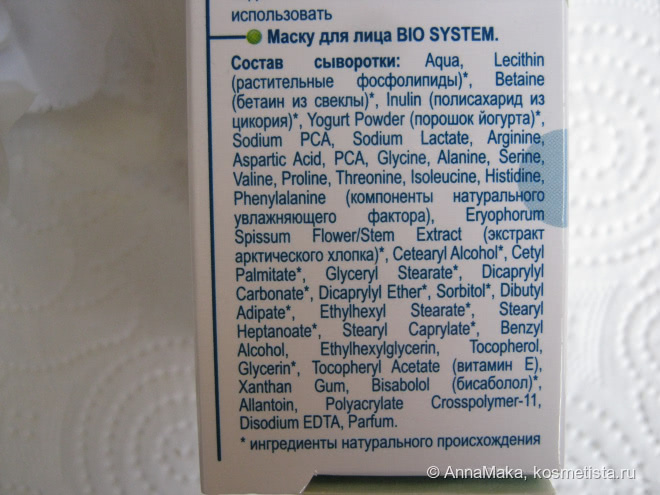 использовать
Маску для лица BIO SYSTEM.
Состав сыворотки: Aqua, Lecithin
(растительные фосфолипиды)*, Betaine
(бетаин из свеклы)*, Inulin (полисахарид из
цикория)*, Yogurt Powder (порошок йогурта)*,
Sodium PCA, Sodium Lactate, Arginine,
Aspartic Acid, PCA, Glycine, Alanine, Serine,
Valine, Proline, Threonine, Isoleucine, Histidine,
Phenylalanine (компоненты натурального
увлажняющего фактора), Eryophorum
Spissum Flower/Stem Extract (экстракт
арктического хлопка)*, Cetearyl Alcohol*, Cetyl
Palmitate*, Glyceryl Stearate*, Dicaprylyl
Carbonate*, Dicaprylyl Ether*, Sorbitol*, Dibutyl
Adipate*, Ethylhexyl Stearate*, Stearyl
Heptanoate*, Stearyl Caprylate*, Benzyl
Alcohol, Ethylhexylglycerin, Tocopherol,
Glycerin*, Tocopheryl Acetate (витамин Е),
Xanthan Gum, Bisabolol (бисаболол)*,
Allantoin, Polyacrylate Crosspolymer-11,
Disodium EDTA, Parfum.
* ингредиенты натурального происхождения
© AnnaMaka, kosmetista.ru